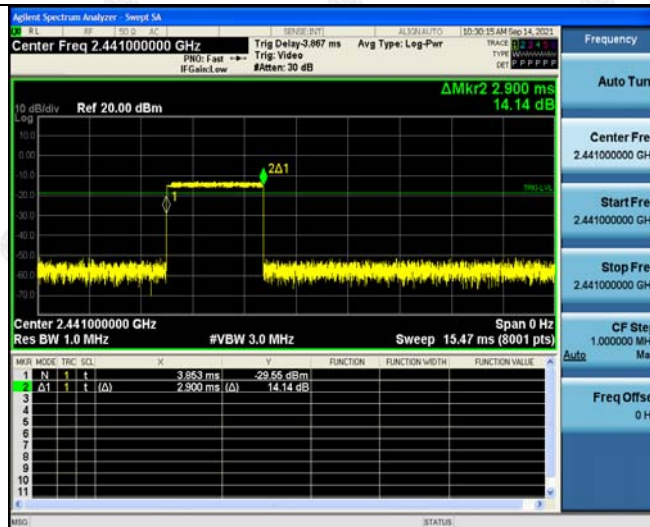 Agilent Spectrum Analyzer - Swept SA
RL RF 50 Ω AC SENSE:INT ALIGN AUTO 10:30:15 AM Sep 14, 2021
Center Freq 2.441000000 GHz
PNO: Fast
IFGain:Low
Trig Delay-3.867 ms
Trig: Video
#Atten: 30 dB
Avg Type: Log-Pwr
TRACE 1 2 3 4 5 6
TYPE W
DET P P P P P P
Frequency
ΔMkr2 2.900 ms
14.14 dB
10 dB/div Ref 20.00 dBm
Log
10.0
0.00
-10.0
-20.0
-30.0
-40.0
-50.0
-60.0
-70.0
2Δ1
1
TRIG LVL
Center 2.441000000 GHz Span 0 Hz
Res BW 1.0 MHz #VBW 3.0 MHz Sweep 15.47 ms (8001 pts)
MKR MODE TRC SCL X Y FUNCTION FUNCTION WIDTH FUNCTION VALUE
1 N 1 t 3.853 ms -29.55 dBm
2 Δ1 1 t (Δ) 2.900 ms (Δ) 14.14 dB
3
4
5
6
7
8
9
10
11
Auto Tun
Center Fre
2.441000000 GH
Start Fre
2.441000000 GH
Stop Fre
2.441000000 GH
CF Ste
1.000000 MH
Auto Ma
Freq Offse
0 H
MSG STATUS